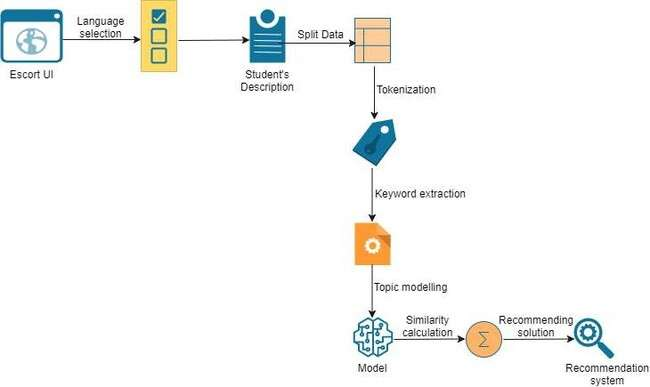 Language
selection
Escort UI
Student's
Description
Split Data
Tokenization
Keyword extraction
Topic modelling
Model
Similarity
calculation
Σ
Recommending
solution
Recommendation
system